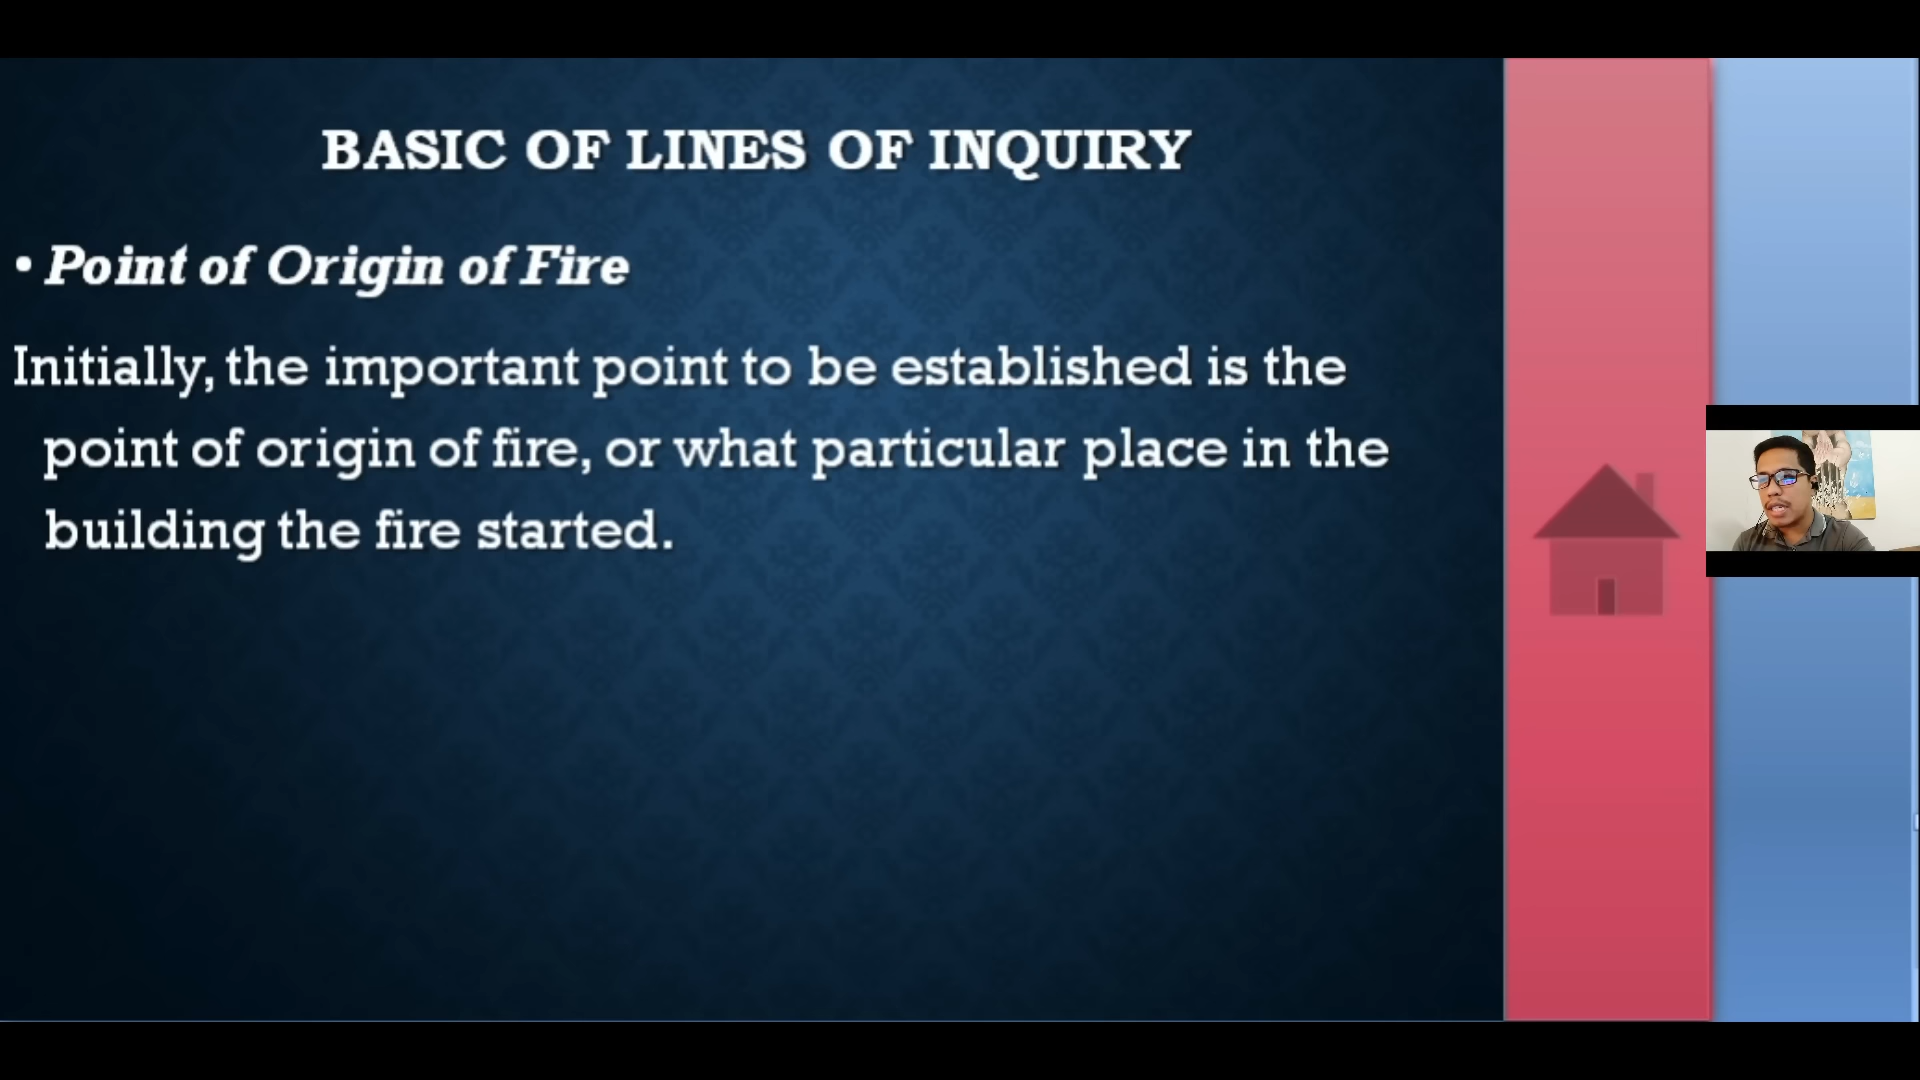 BASIC OF LINES OF INQUIRY
• Point of Origin of Fire
Initially, the important point to be established is the
point of origin of fire, or what particular place in the
building the fire started.